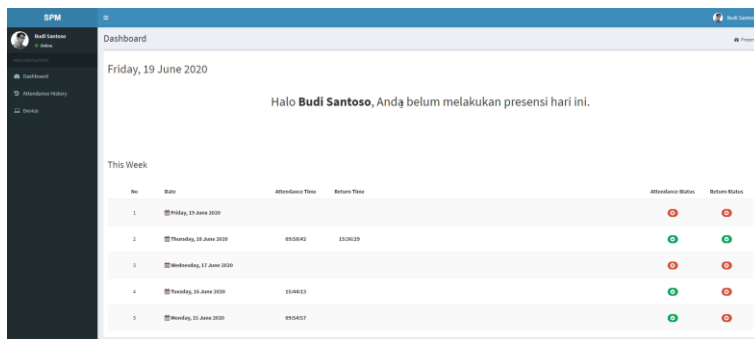 SPM
Budi Santoso
Budi Santoso
Online
Dashboard
MAIN NAVIGATION
Dashboard
Attendance History
Device
Friday, 19 June 2020
Halo Budi Santoso, Anda belum melakukan presensi hari ini.
This Week
No Date Attendance Time Return Time Attendance Status Return Status
1 Friday, 19 June 2020
2 Thursday, 18 June 2020 09:58:42 15:36:29
3 Wednesday, 17 June 2020
4 Tuesday, 16 June 2020 15:44:13
5 Monday, 15 June 2020 09:54:57